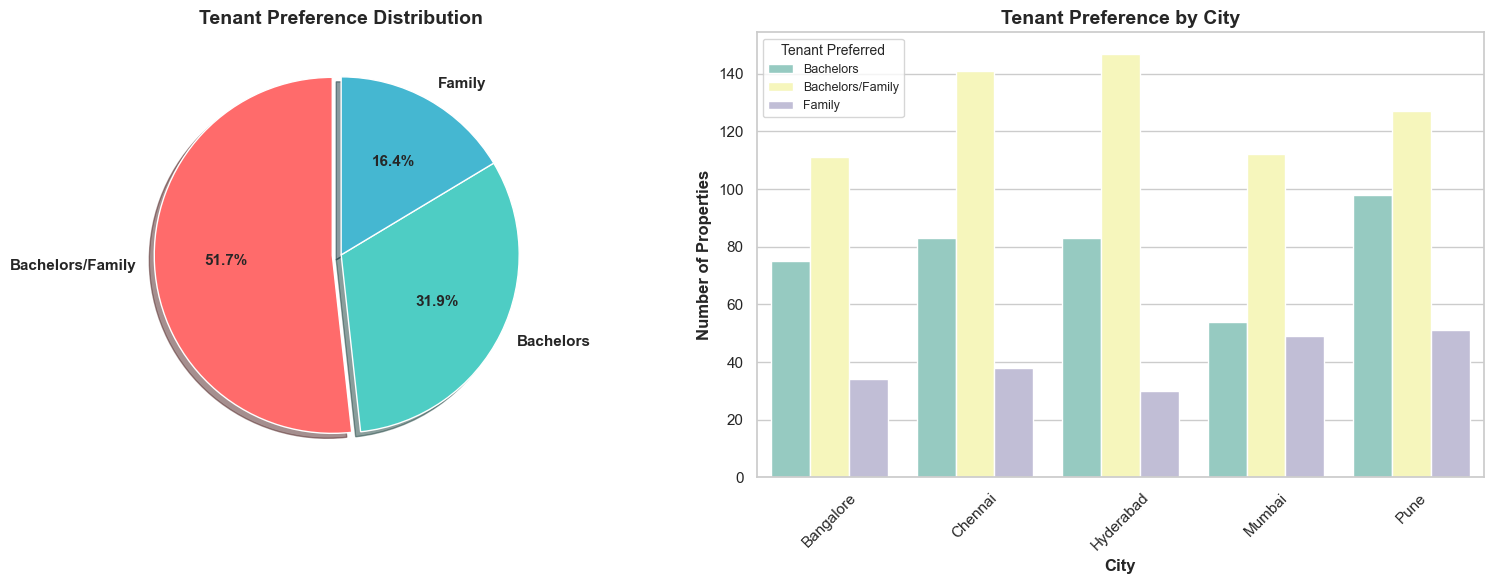 Tenant Preference Distribution
Family
16.4%
51.7%
Bachelors/Family
31.9%
Bachelors
Tenant Preference by City
Tenant Preferred
Bachelors
Bachelors/Family
Family
Number of Properties
140
120
100
80
60
40
20
0
Bangalore
Chennai
Hyderabad
Mumbai
Pune
City